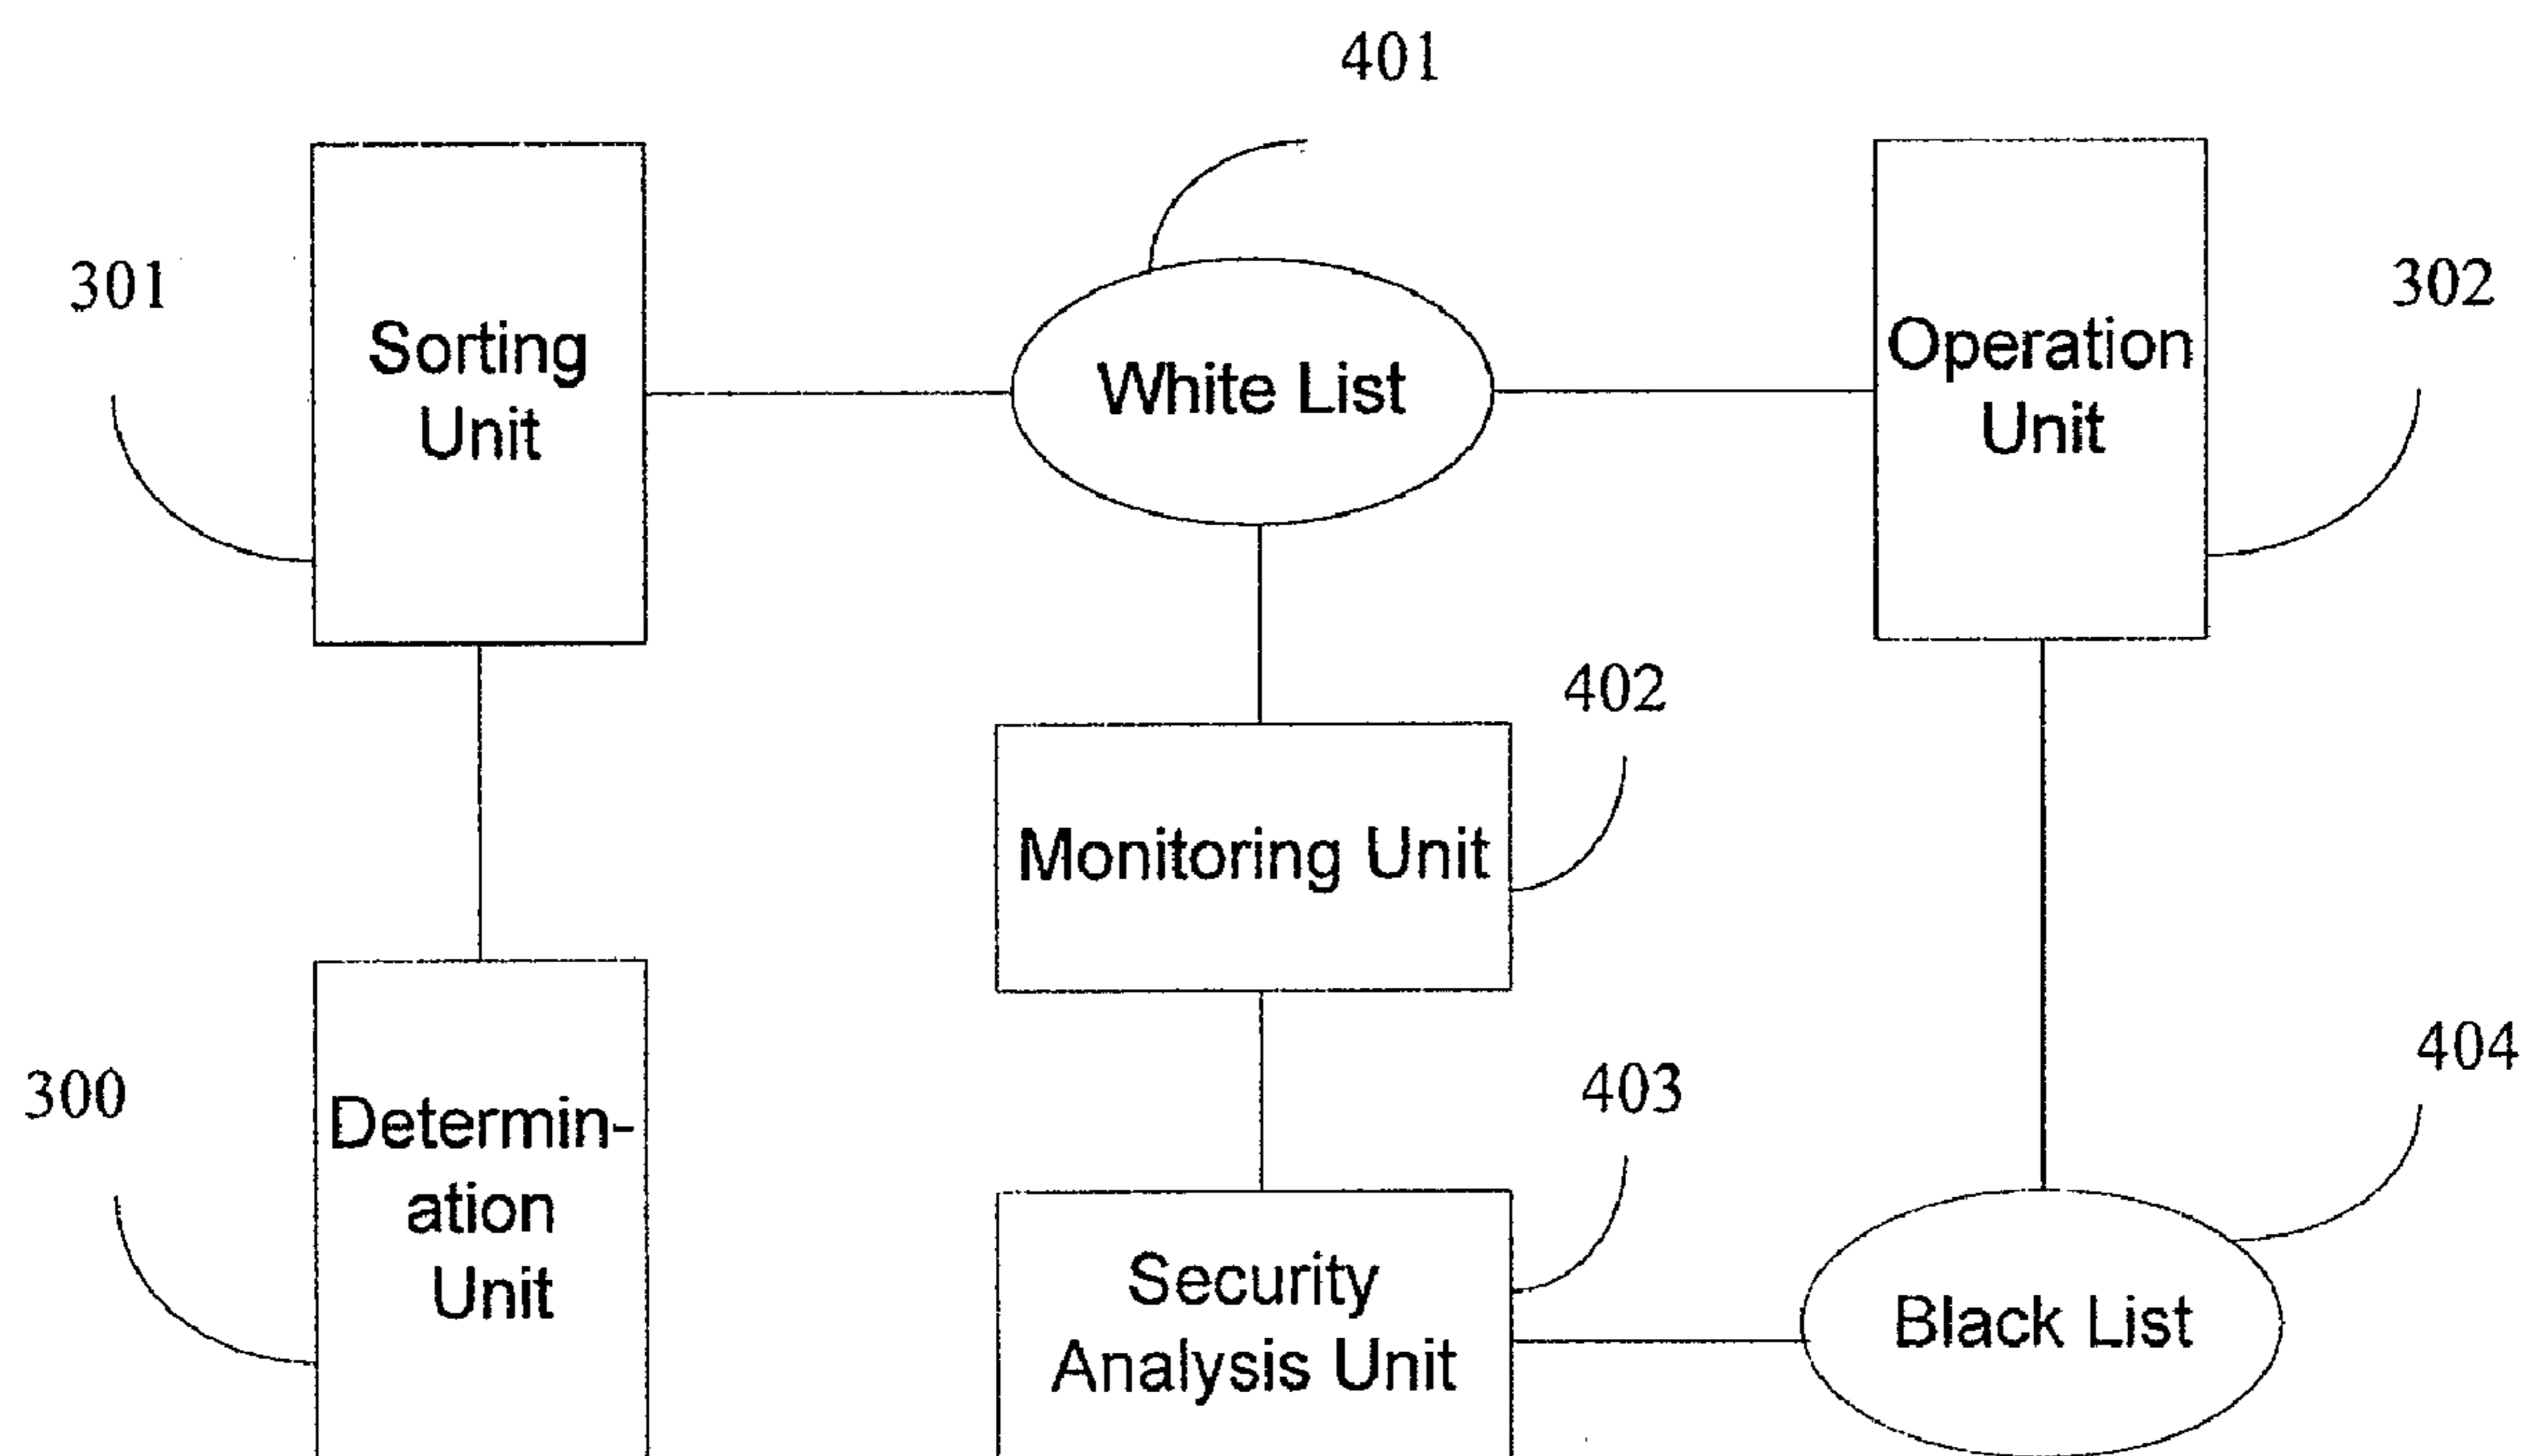 401
301
Sorting
Unit
White List
Operation
Unit
302
402
Monitoring Unit
300
Determin-
ation
Unit
403
Security
Analysis Unit
404
Black List